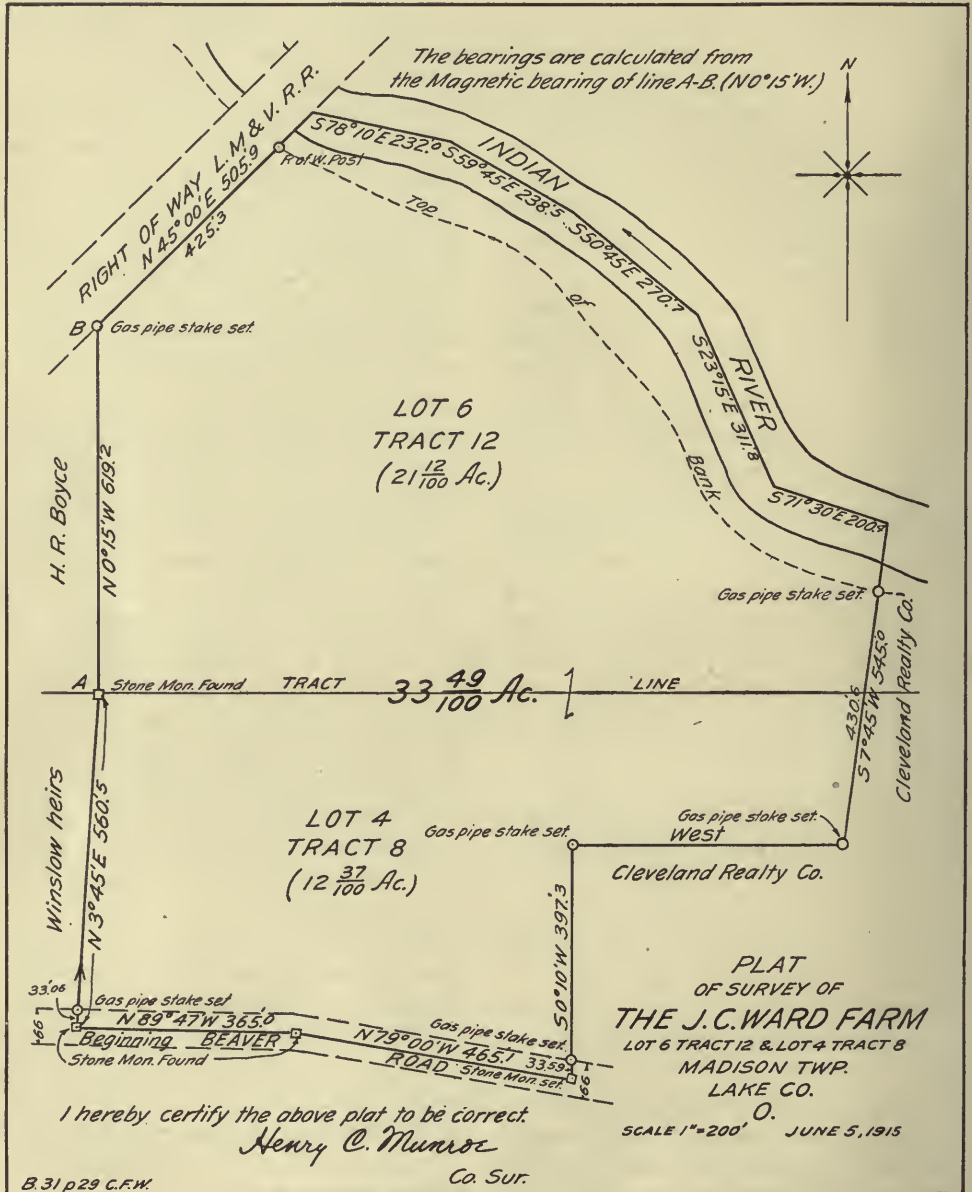 The bearings are calculated from
the Magnetic bearing of line A-B. (N0°15'W.)
N
RIGHT OF WAY L. M & V. R. R.
N 45°00' E 505.'9
425.'3
R of W. Post
S78°10'E 232.'0
S59°45'E 238.'5
S50°45'E 270.'7
S23°15'E 311.'8
S71°30'E 200.'4
INDIAN
RIVER
Top
of
Bank
B
Gas pipe stake set.
LOT 6
TRACT 12
(21 12/100 Ac.)
H. R. Boyce
N 0°15'W 619.'2
Gas pipe stake set.
A
Stone Mon. Found
TRACT
33 49/100 Ac.
LINE
430.'6
S7°45'W 545.'0
Cleveland Realty Co.
Winslow heirs
N 3°45'E 560.'5
LOT 4
TRACT 8
(12 37/100 Ac.)
Gas pipe stake set.
Gas pipe stake set.
West
Cleveland Realty Co.
S0°10'W 397.'3
33.'06
Gas pipe stake set
66'
N 89°47'W 365.'0
Beginning
BEAVER
Stone Mon. Found
Gas pipe stake set.
N79°00'W 465.'1
33.59
ROAD
Stone Mon. set.
66'
PLAT
OF SURVEY OF
THE J.C.WARD FARM
LOT 6 TRACT 12 & LOT 4 TRACT 8
MADISON TWP.
LAKE CO.
O.
SCALE 1"=200' JUNE 5, 1915
I hereby certify the above plat to be correct.
Henry C. Munroe
Co. Sur.
B.31 p 29 C.F.W.